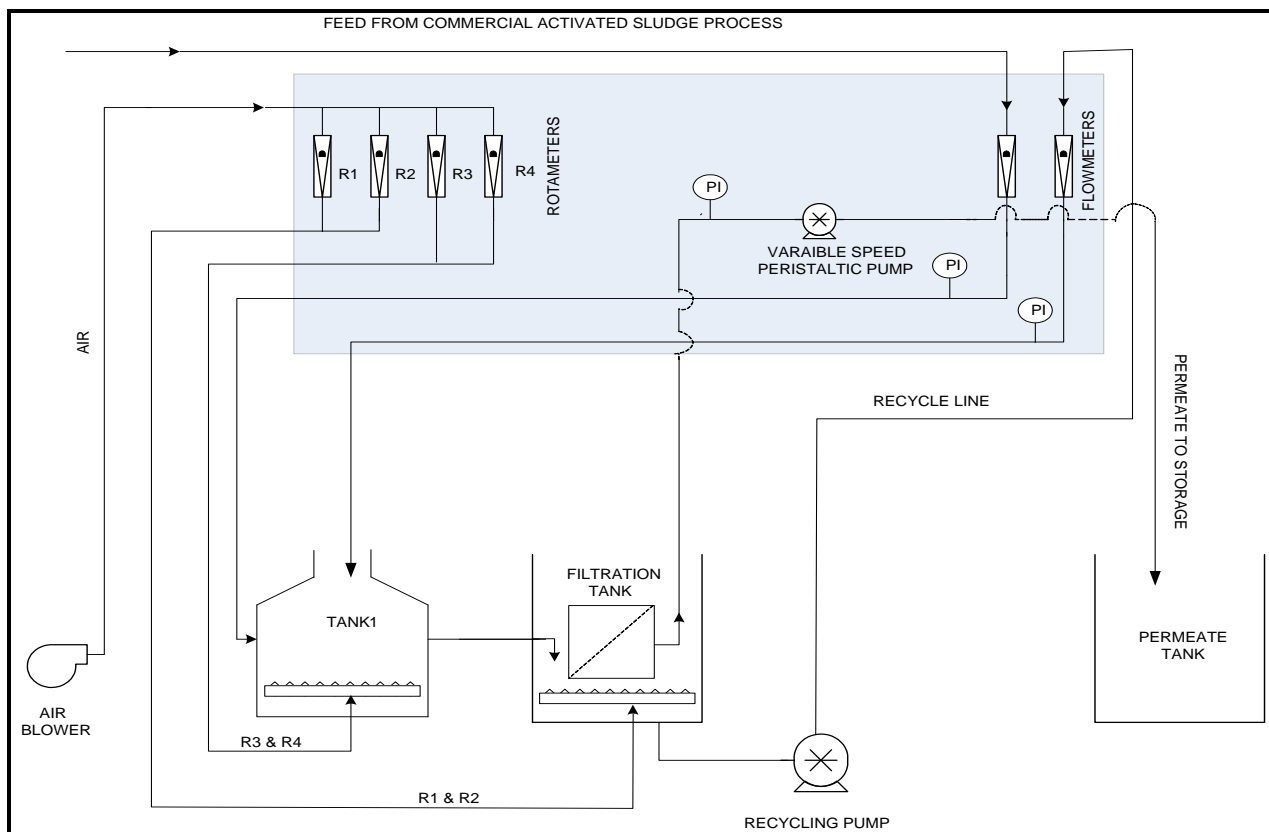 FEED FROM COMMERCIAL ACTIVATED SLUDGE PROCESS
R1
R2
R3
R4
ROTAMETERS
FLOWMETERS
PI
VARAIBLE SPEED
PERISTALTIC PUMP
PI
PI
AIR
RECYCLE LINE
PERMEATE TO STORAGE
FILTRATION
TANK
TANK1
PERMEATE
TANK
AIR
BLOWER
R3 & R4
R1 & R2
RECYCLING PUMP